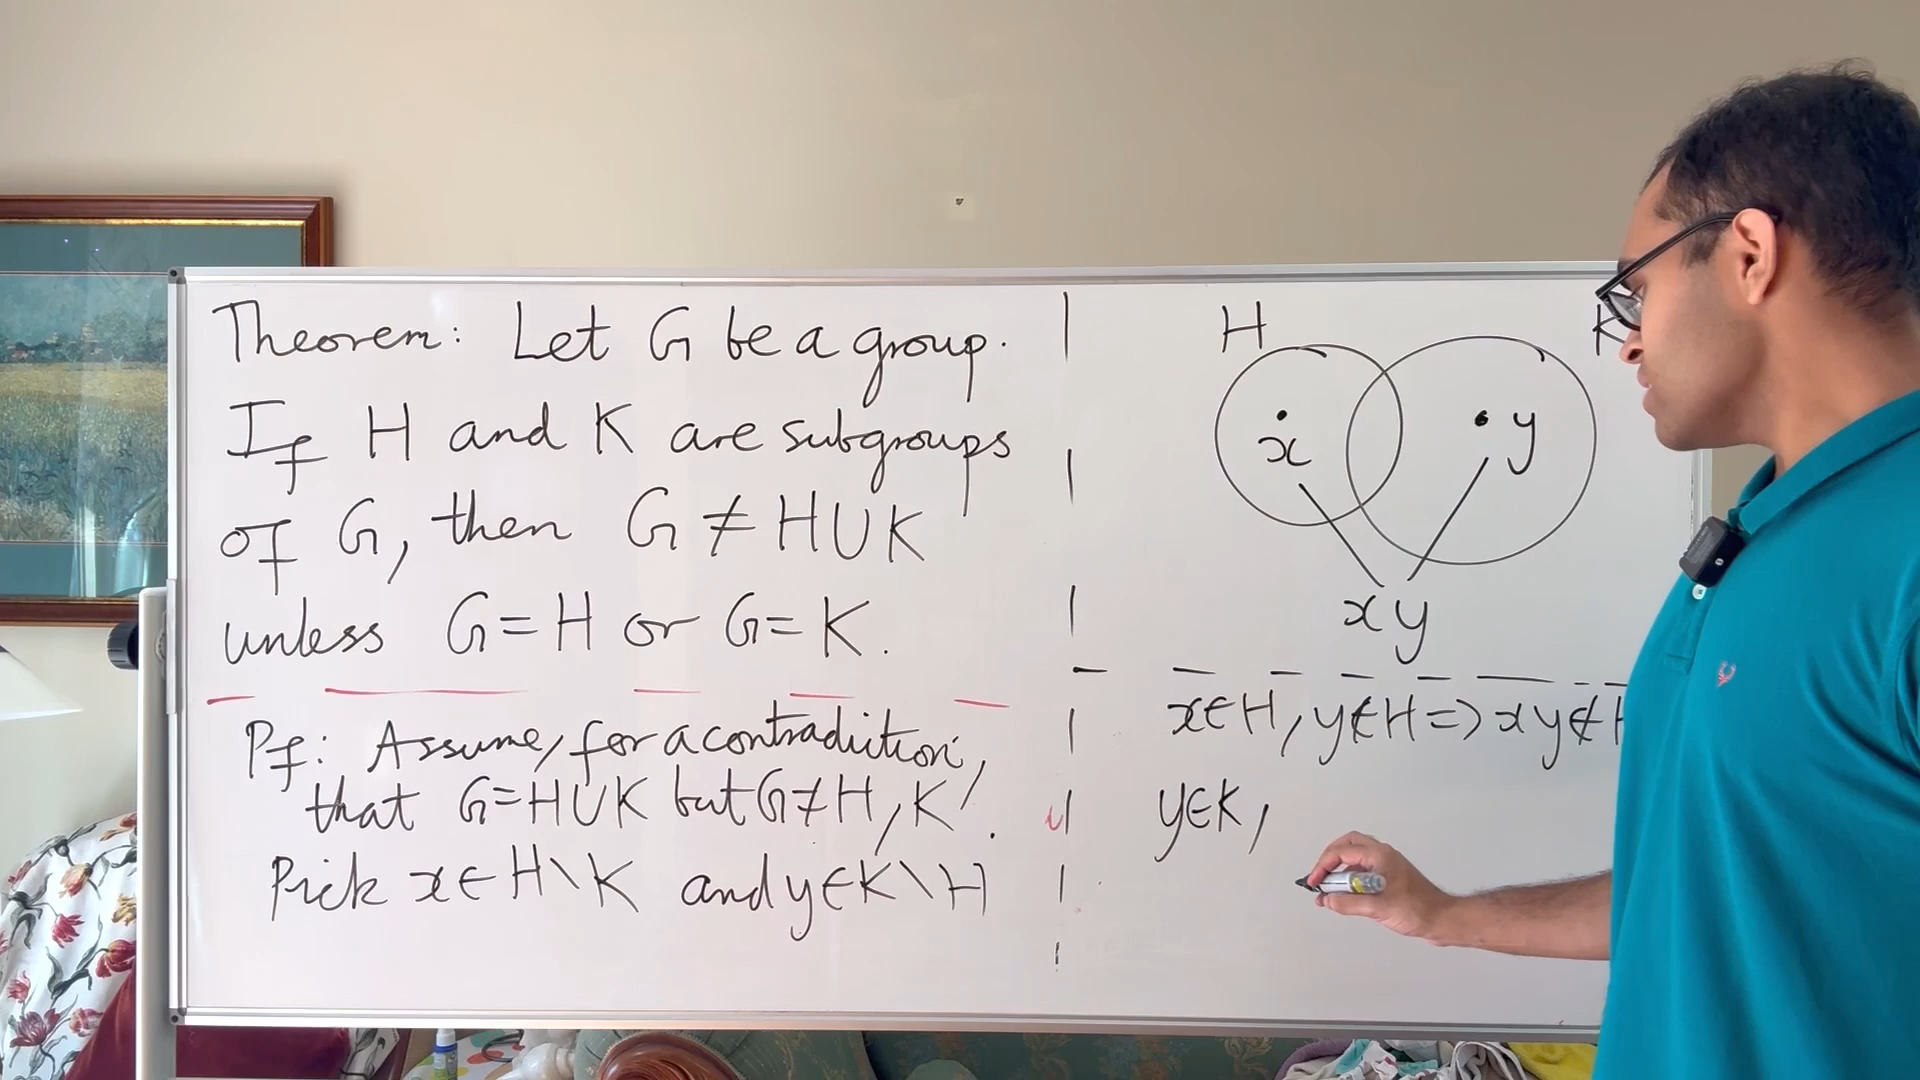 Theorem: Let G be a group.
If H and K are subgroups
of G, then G ≠ H∪K
unless G=H or G=K.
Pf: Assume, for a contradiction,
that G=H∪K but G≠H, K.
Pick x∈H\K and y∈K\H
H K
x y
xy
x∈H, y∉H => xy∉H
y∈K,